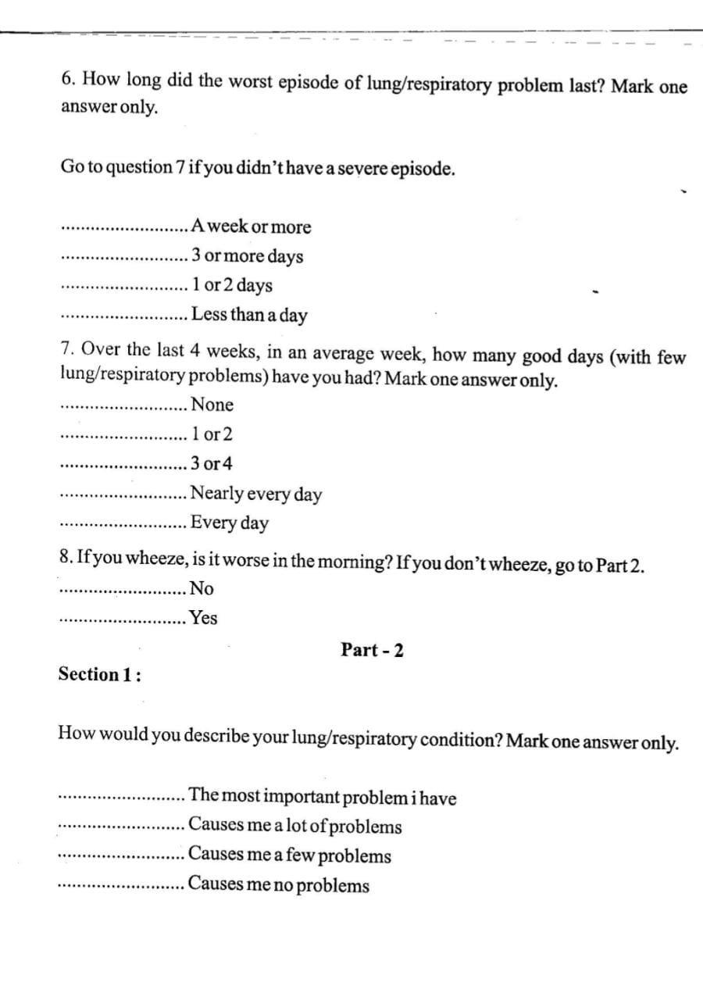 6. How long did the worst episode of lung/respiratory problem last? Mark one
answer only.
Go to question 7 if you didn't have a severe episode.
.......................... A week or more
.......................... 3 or more days
.......................... 1 or 2 days
.......................... Less than a day
7. Over the last 4 weeks, in an average week, how many good days (with few
lung/respiratory problems) have you had? Mark one answer only.
.......................... None
.......................... 1 or 2
.......................... 3 or 4
.......................... Nearly every day
.......................... Every day
8. If you wheeze, is it worse in the morning? If you don't wheeze, go to Part 2.
.......................... No
.......................... Yes
Part - 2
Section 1 :
How would you describe your lung/respiratory condition? Mark one answer only.
.......................... The most important problem i have
.......................... Causes me a lot of problems
.......................... Causes me a few problems
.......................... Causes me no problems